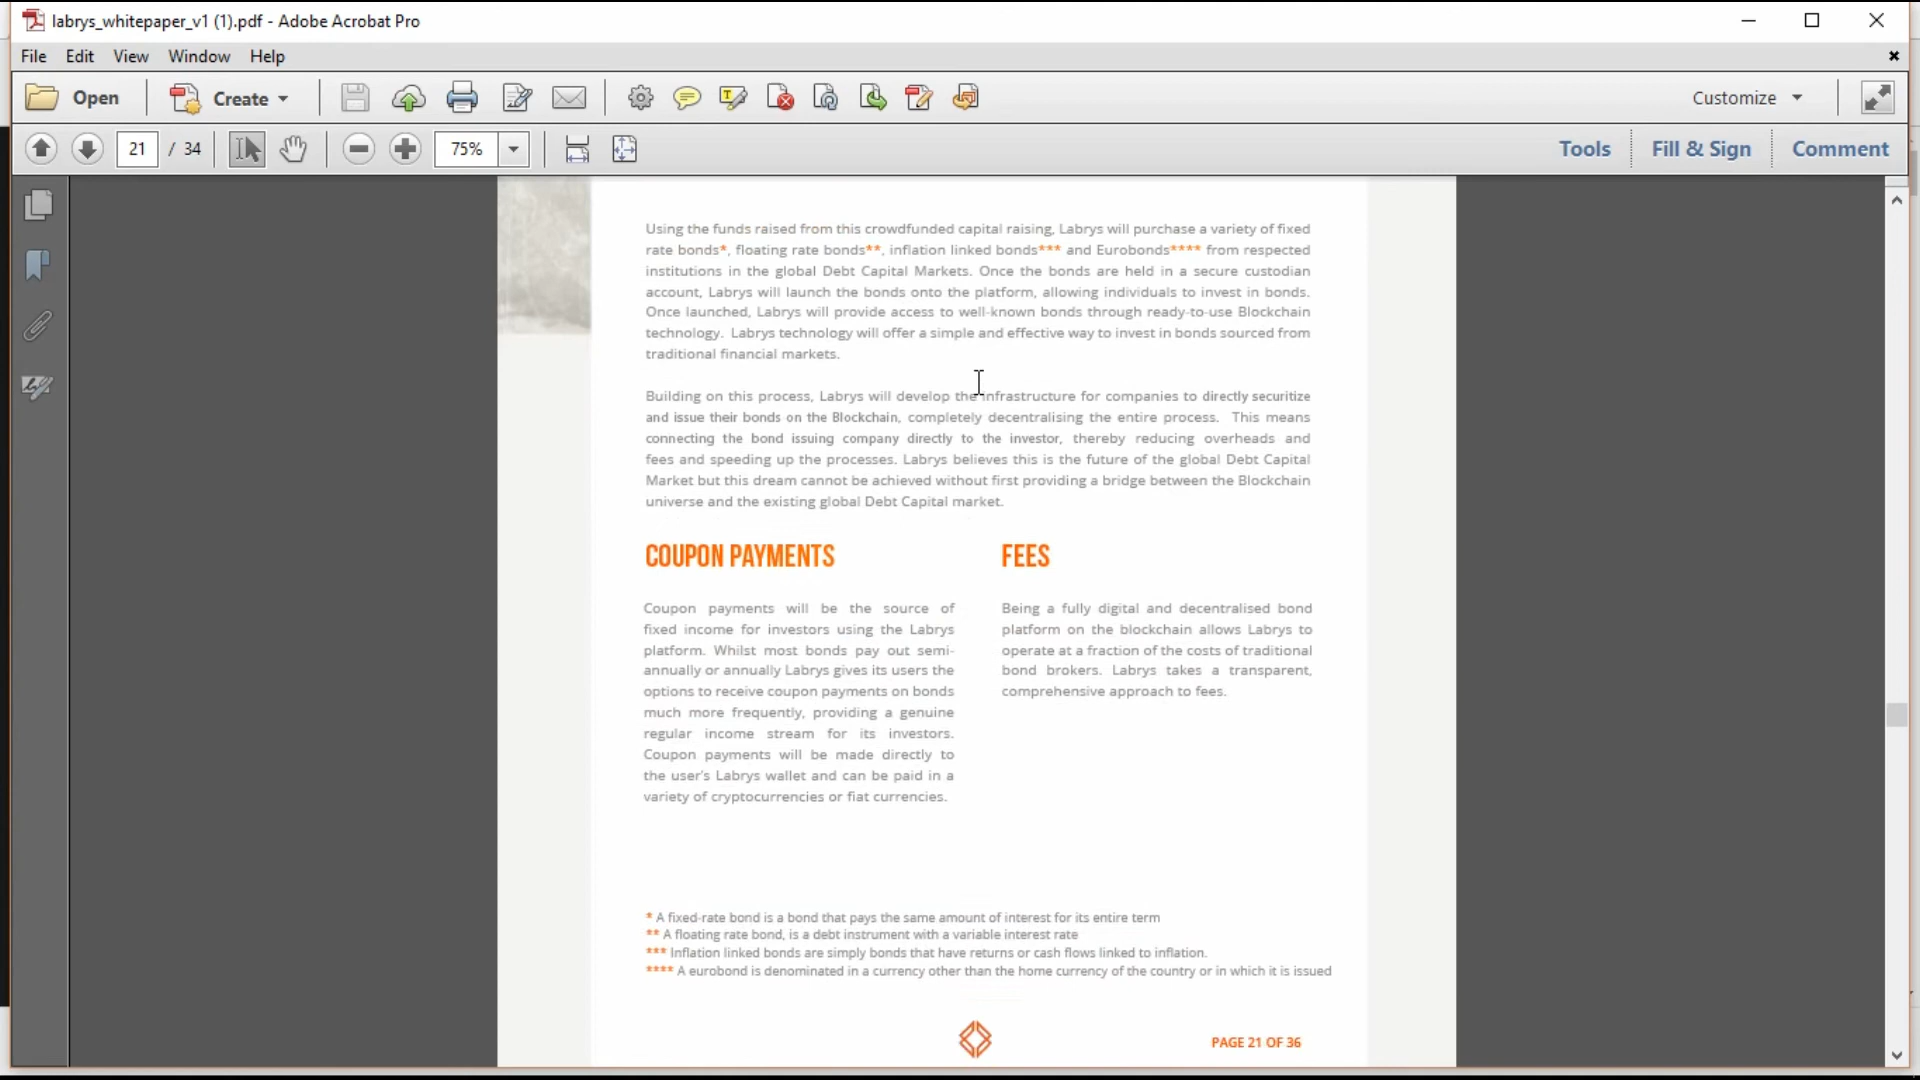 labrys_whitepaper_v1 (1).pdf - Adobe Acrobat Pro
File Edit View Window Help
Open Create Customize
21 / 34 75% Tools Fill & Sign Comment
Using the funds raised from this crowdfunded capital raising, Labrys will purchase a variety of fixed
rate bonds*, floating rate bonds**, inflation linked bonds*** and Eurobonds**** from respected
institutions in the global Debt Capital Markets. Once the bonds are held in a secure custodian
account, Labrys will launch the bonds onto the platform, allowing individuals to invest in bonds.
Once launched, Labrys will provide access to well-known bonds through ready-to-use Blockchain
technology. Labrys technology will offer a simple and effective way to invest in bonds sourced from
traditional financial markets.
Building on this process, Labrys will develop the infrastructure for companies to directly securitize
and issue their bonds on the Blockchain, completely decentralising the entire process. This means
connecting the bond issuing company directly to the investor, thereby reducing overheads and
fees and speeding up the processes. Labrys believes this is the future of the global Debt Capital
Market but this dream cannot be achieved without first providing a bridge between the Blockchain
universe and the existing global Debt Capital market.
COUPON PAYMENTS
Coupon payments will be the source of
fixed income for investors using the Labrys
platform. Whilst most bonds pay out semi-
annually or annually Labrys gives its users the
options to receive coupon payments on bonds
much more frequently, providing a genuine
regular income stream for its investors.
Coupon payments will be made directly to
the user's Labrys wallet and can be paid in a
variety of cryptocurrencies or fiat currencies.
FEES
Being a fully digital and decentralised bond
platform on the blockchain allows Labrys to
operate at a fraction of the costs of traditional
bond brokers. Labrys takes a transparent,
comprehensive approach to fees.
* A fixed-rate bond is a bond that pays the same amount of interest for its entire term
** A floating rate bond, is a debt instrument with a variable interest rate
*** Inflation linked bonds are simply bonds that have returns or cash flows linked to inflation.
**** A eurobond is denominated in a currency other than the home currency of the country or in which it is issued
PAGE 21 OF 36